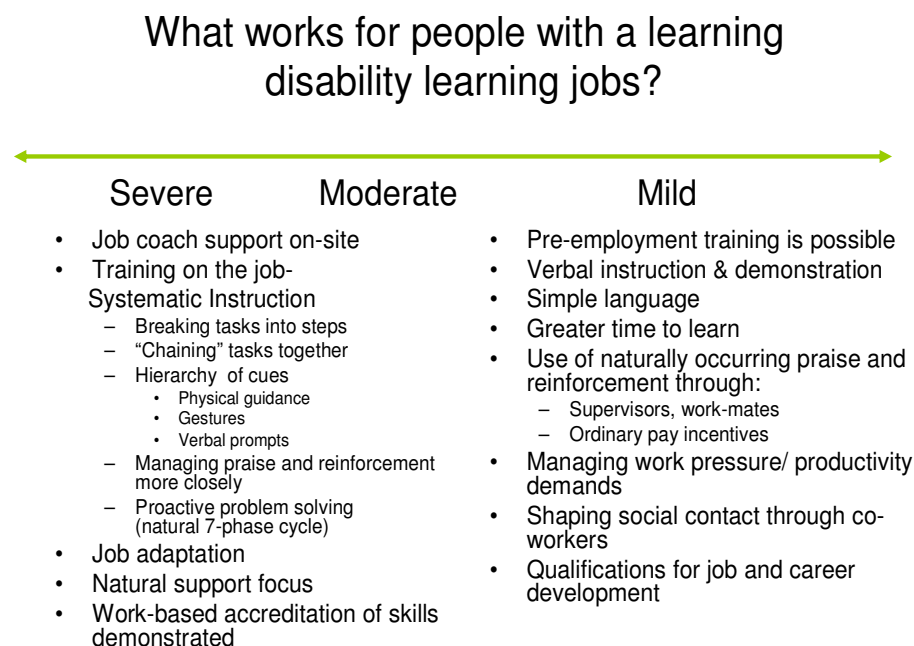 What works for people with a learning
disability learning jobs?
Severe
Moderate
Mild
• Job coach support on-site
• Training on the job-
Systematic Instruction
– Breaking tasks into steps
– “Chaining” tasks together
– Hierarchy of cues
• Physical guidance
• Gestures
• Verbal prompts
– Managing praise and reinforcement
more closely
– Proactive problem solving
(natural 7-phase cycle)
• Job adaptation
• Natural support focus
• Work-based accreditation of skills
demonstrated
• Pre-employment training is possible
• Verbal instruction & demonstration
• Simple language
• Greater time to learn
• Use of naturally occurring praise and
reinforcement through:
– Supervisors, work-mates
– Ordinary pay incentives
• Managing work pressure/ productivity
demands
• Shaping social contact through co-
workers
• Qualifications for job and career
development